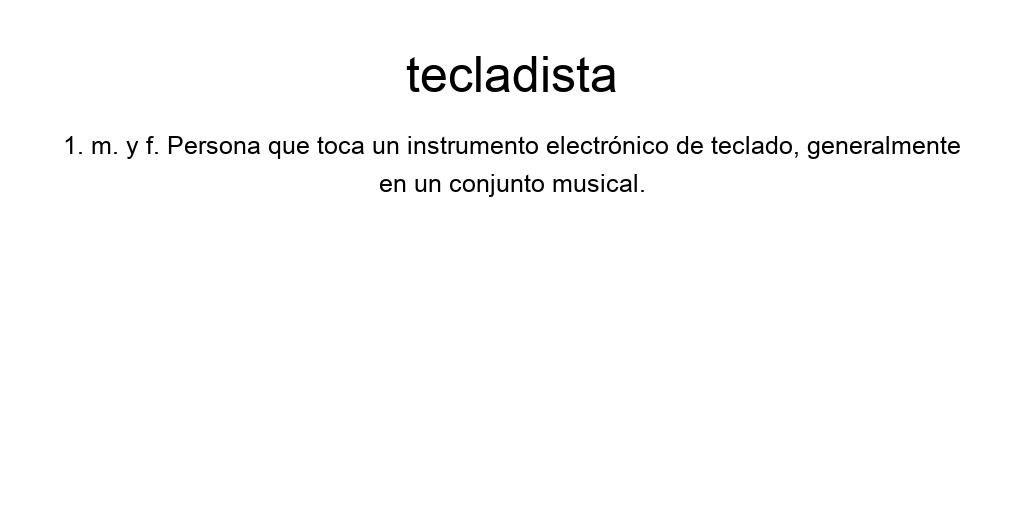 tecladista
1. m. y f. Persona que toca un instrumento electrónico de teclado, generalmente
en un conjunto musical.